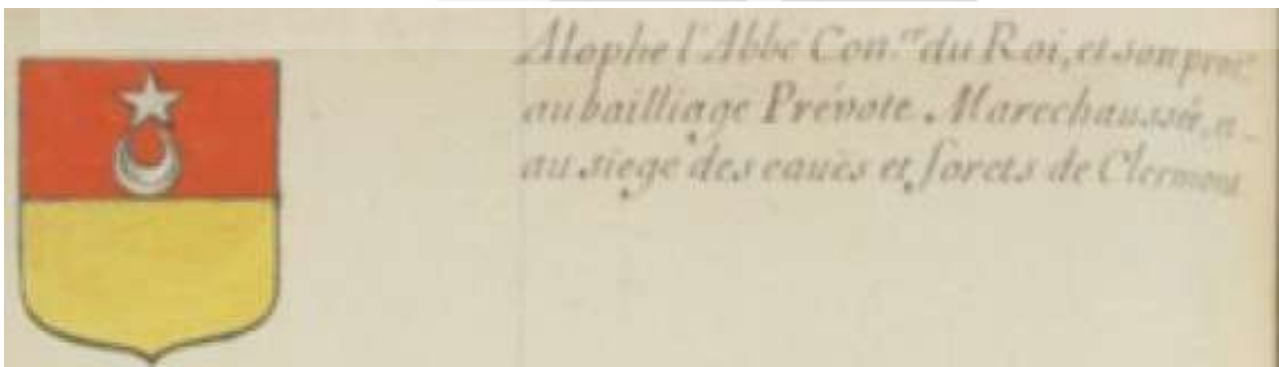 Alophe l'Abbé Con.er du Roi, et son proc.r
au bailliage Prévote, Marechaussée, et
au siege des eaues et forets de Clermont